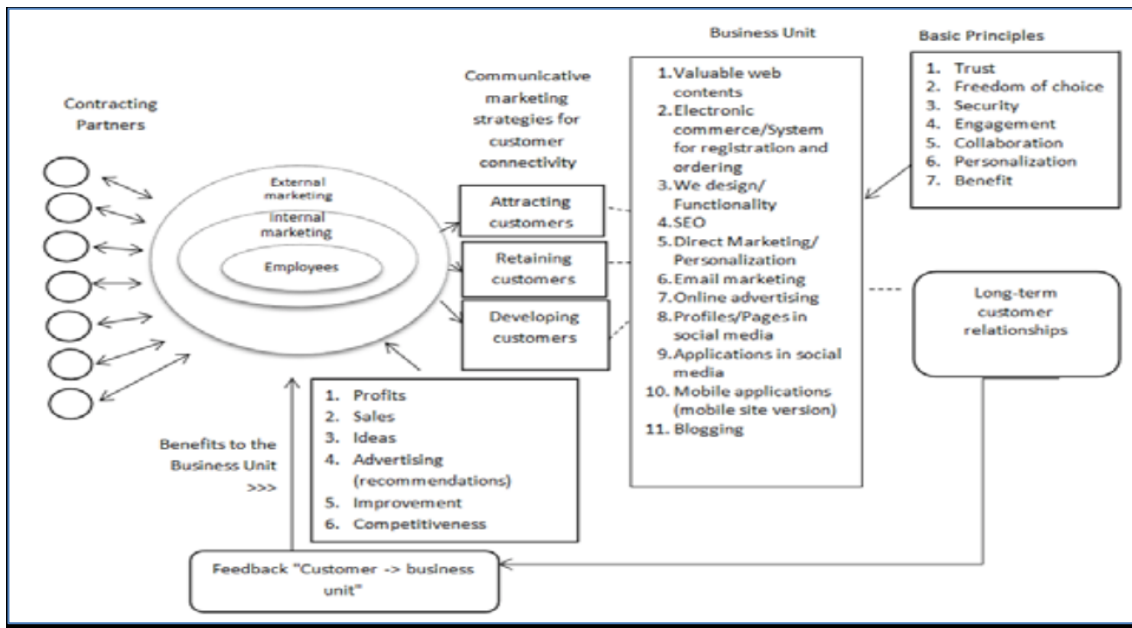 Contracting
Partners
External
marketing
Internal
marketing
Employees
Communicative
marketing
strategies for
customer
connectivity
Attracting
customers
Retaining
customers
Developing
customers
Business Unit
1. Valuable web
contents
2. Electronic
commerce/System
for registration and
ordering
3. We design/
Functionality
4. SEO
5. Direct Marketing/
Personalization
6. Email marketing
7. Online advertising
8. Profiles/Pages in
social media
9. Applications in social
media
10. Mobile applications
(mobile site version)
11. Blogging
Basic Principles
1. Trust
2. Freedom of choice
3. Security
4. Engagement
5. Collaboration
6. Personalization
7. Benefit
Long-term
customer
relationships
Benefits to the
Business Unit
>>>
1. Profits
2. Sales
3. Ideas
4. Advertising
(recommendations)
5. Improvement
6. Competitiveness
Feedback "Customer -> business
unit"